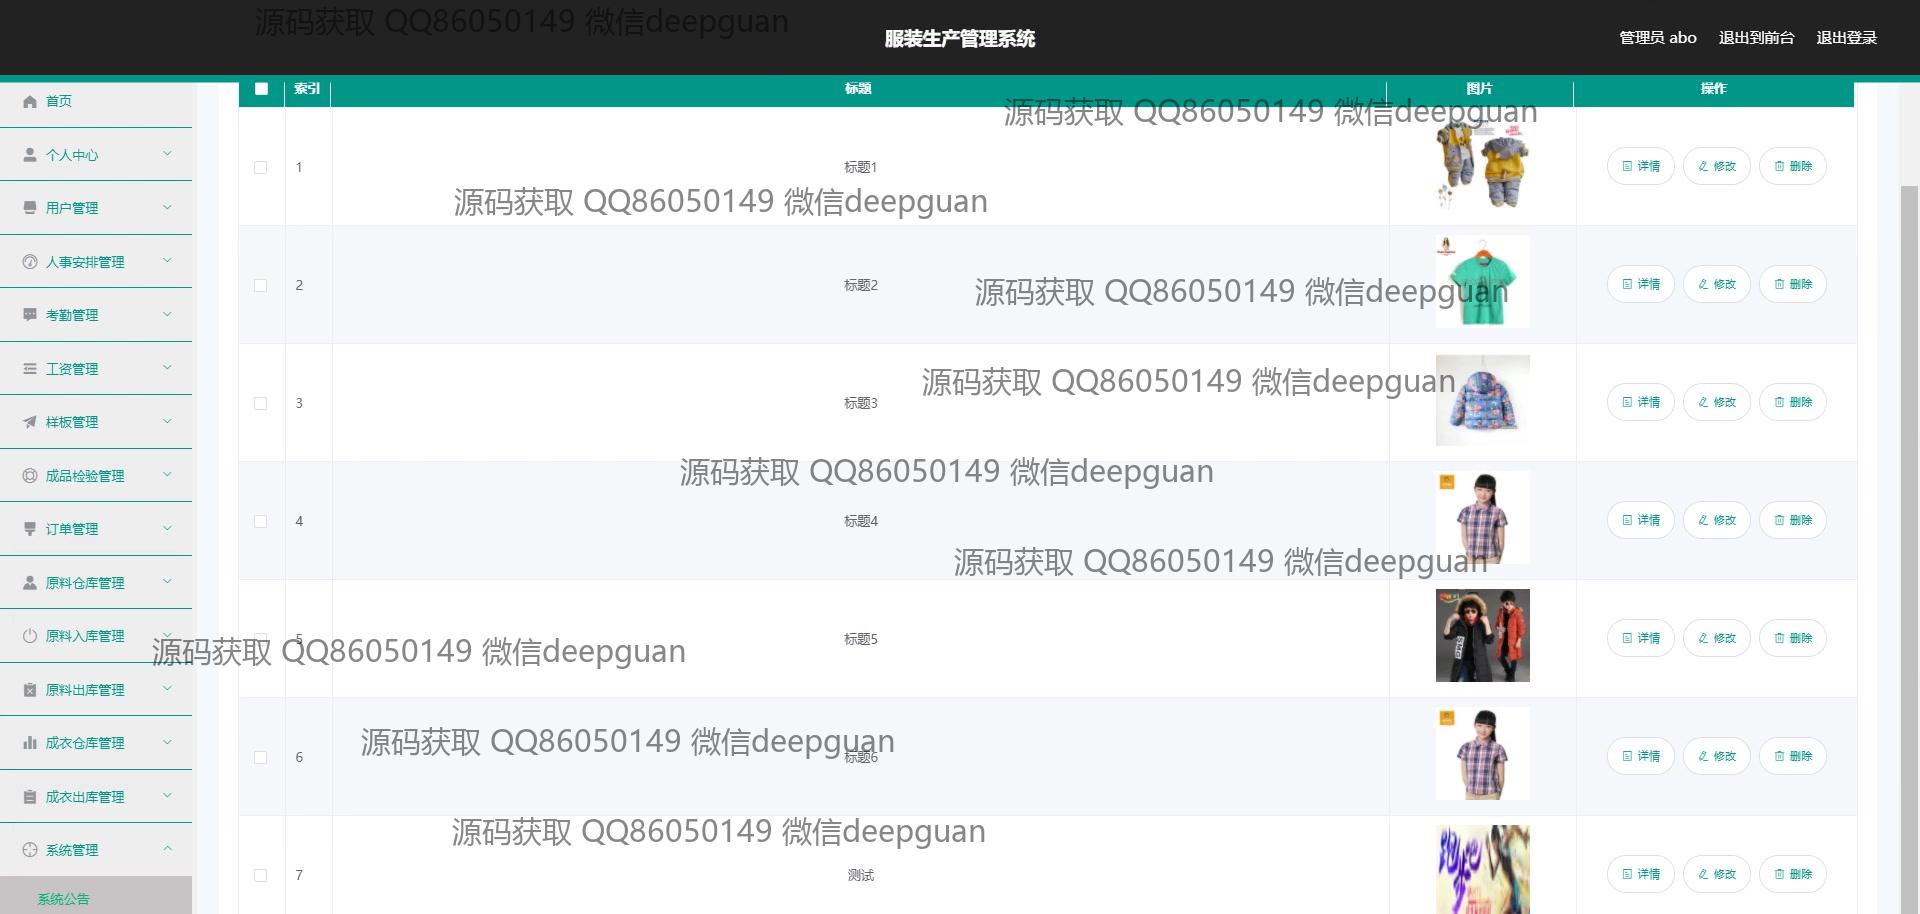 源码获取 QQ86050149 微信deepguan
服装生产管理系统
管理员 abo 退出到前台 退出登录
索引 标题 图片 操作
首页
源码获取 QQ86050149 微信deepguan
个人中心
1 标题1 详情 修改 删除
源码获取 QQ86050149 微信deepguan
用户管理
人事安排管理
2 标题2 详情 修改 删除
源码获取 QQ86050149 微信deepguan
考勤管理
工资管理
源码获取 QQ86050149 微信deepguan
3 标题3 详情 修改 删除
样板管理
源码获取 QQ86050149 微信deepguan
成品检验管理
4 标题4 详情 修改 删除
订单管理
源码获取 QQ86050149 微信deepguan
原料仓库管理
原料入库管理
5 标题5 详情 修改 删除
源码获取 QQ86050149 微信deepguan
原料出库管理
成衣仓库管理
源码获取 QQ86050149 微信deepguan
6 标题6 详情 修改 删除
成衣出库管理
源码获取 QQ86050149 微信deepguan
系统管理
7 测试 详情 修改 删除
系统公告